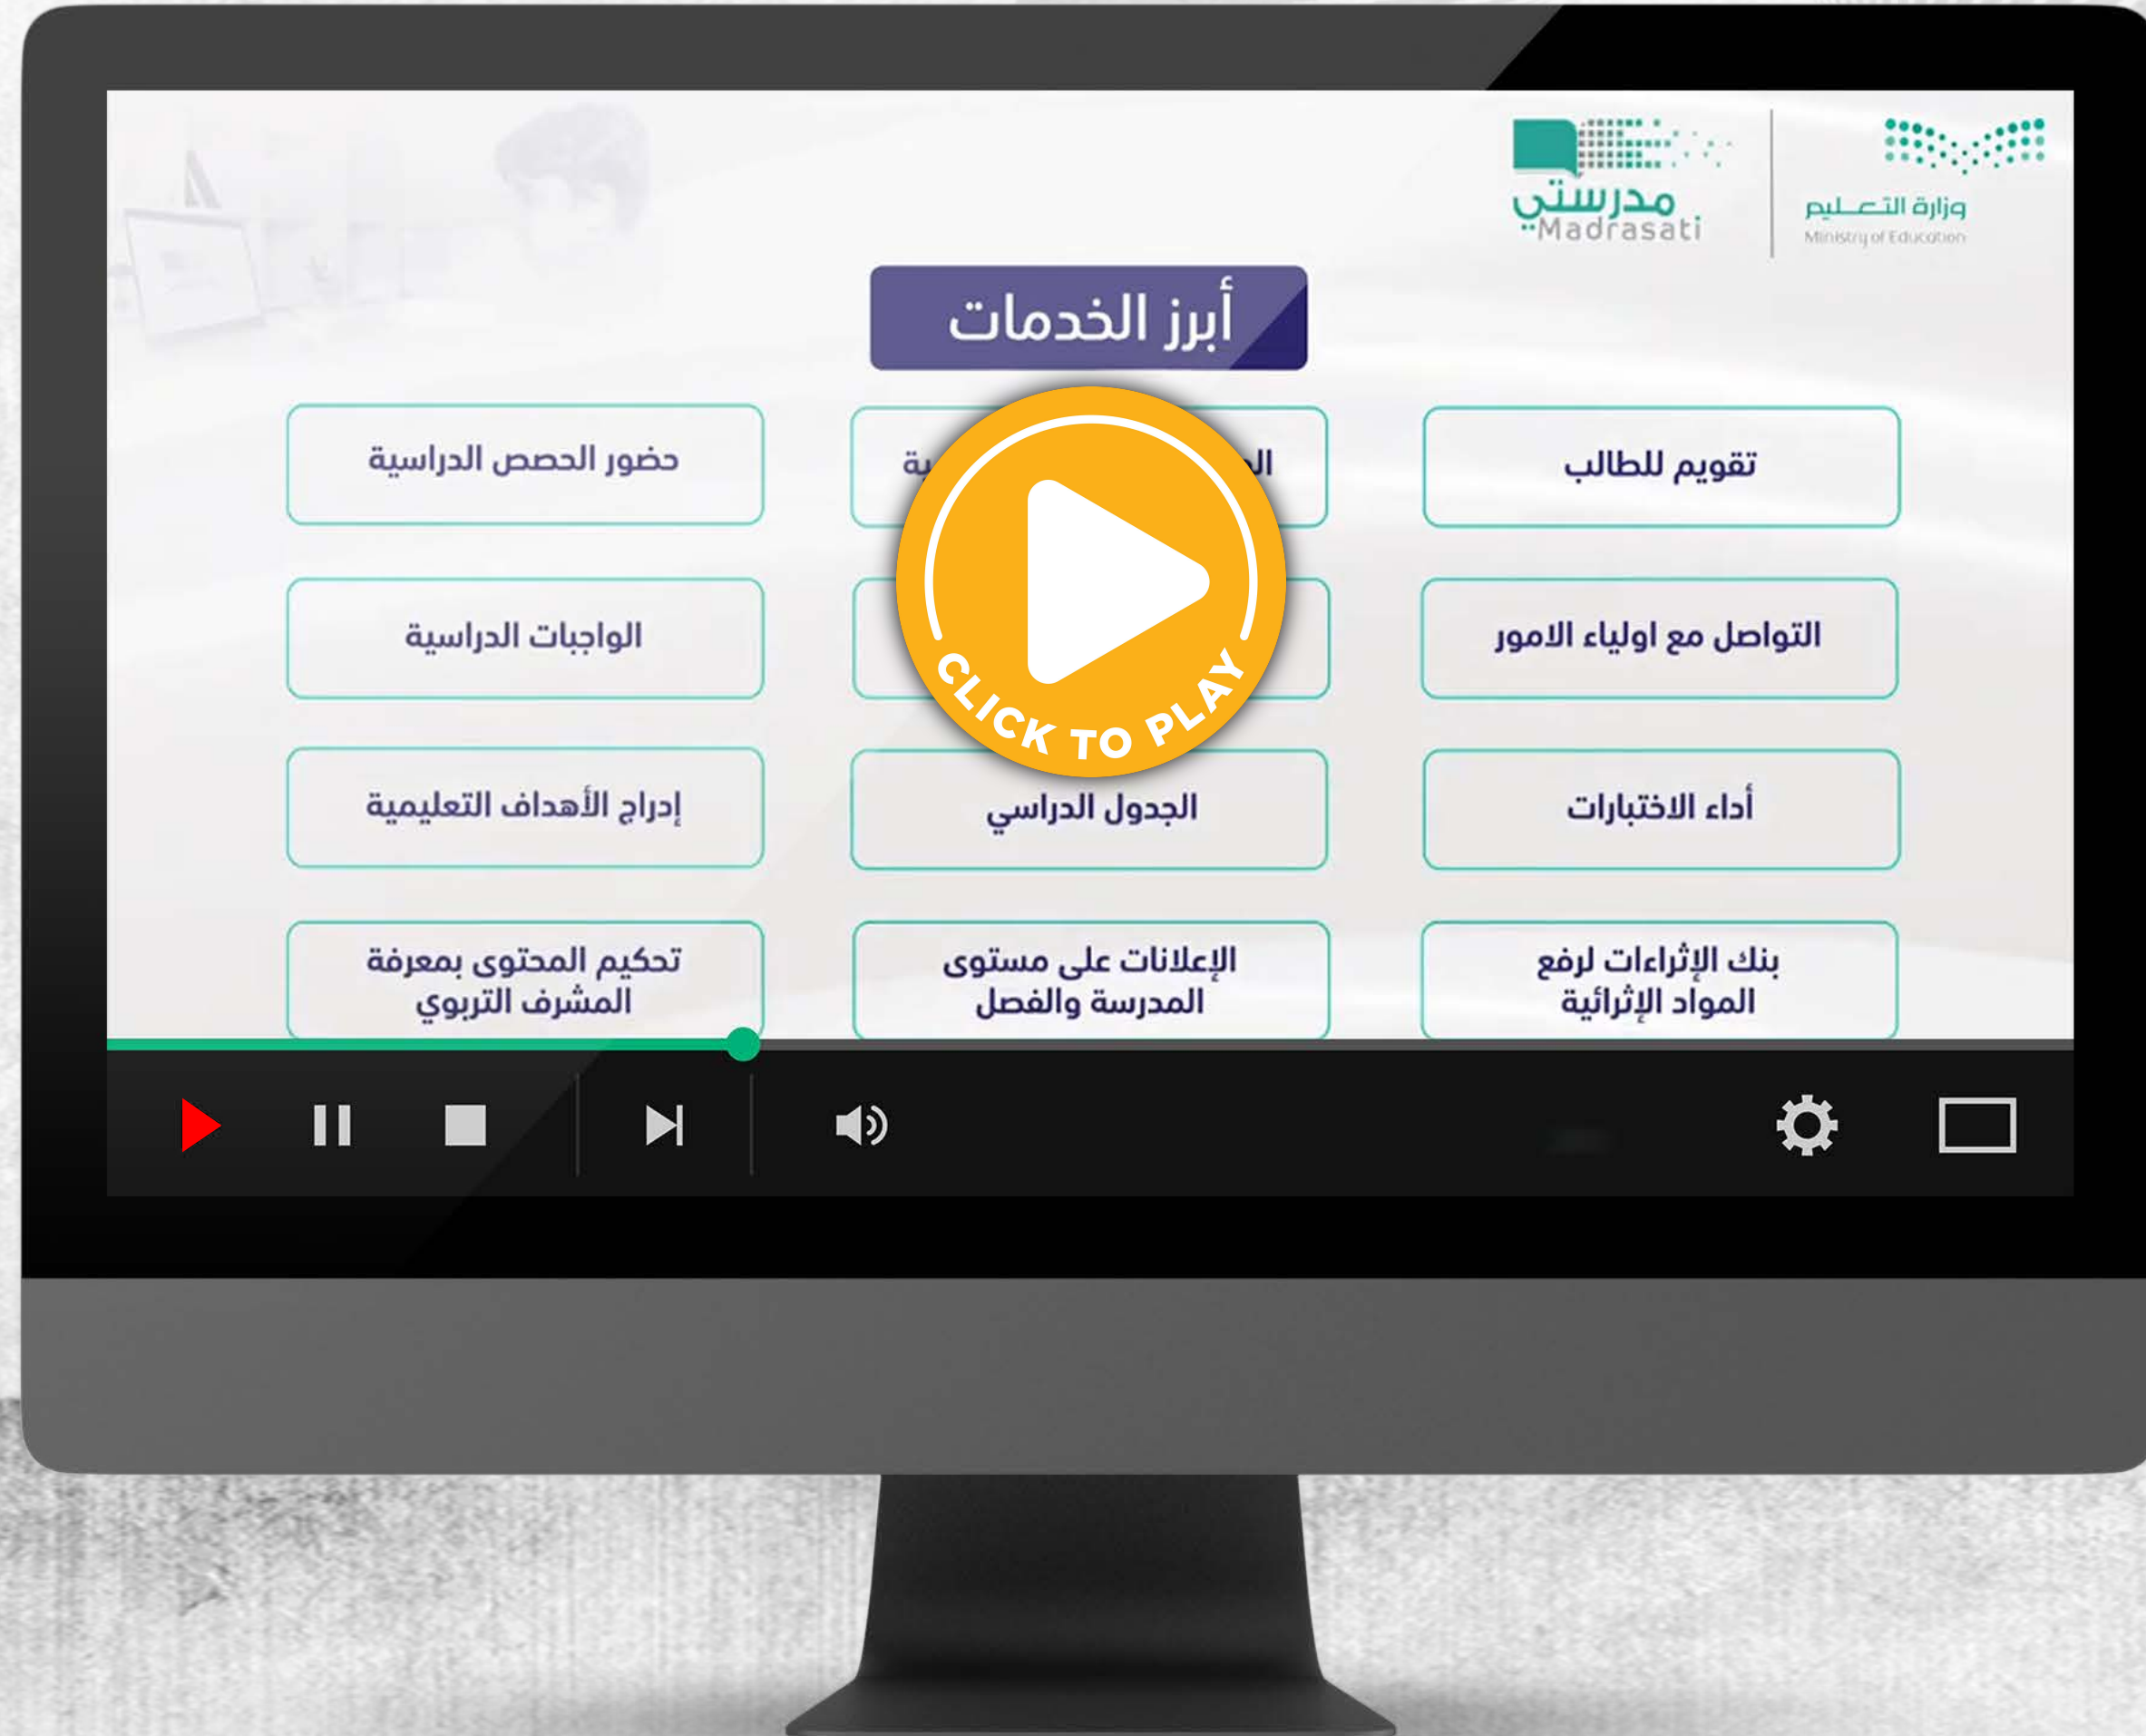 مدرستي
Madrasati
وزارة التعليم
Ministry of Education
أبرز الخدمات
تقويم للطالب
حضور الحصص الدراسية
التواصل مع اولياء الامور
الواجبات الدراسية
أداء الاختبارات
الجدول الدراسي
إدراج الأهداف التعليمية
بنك الإثراءات لرفع
المواد الإثرائية
الإعلانات على مستوى
المدرسة والفصل
تحكيم المحتوى بمعرفة
المشرف التربوي
CLICK TO PLAY